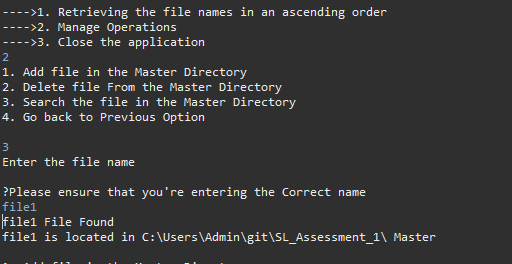 ---->1. Retrieving the file names in an ascending order
---->2. Manage Operations
---->3. Close the application
2
1. Add file in the Master Directory
2. Delete file From the Master Directory
3. Search the file in the Master Directory
4. Go back to Previous Option
3
Enter the file name
?Please ensure that you're entering the Correct name
file1
file1 File Found
file1 is located in C:\Users\Admin\git\SL_Assessment_1\ Master